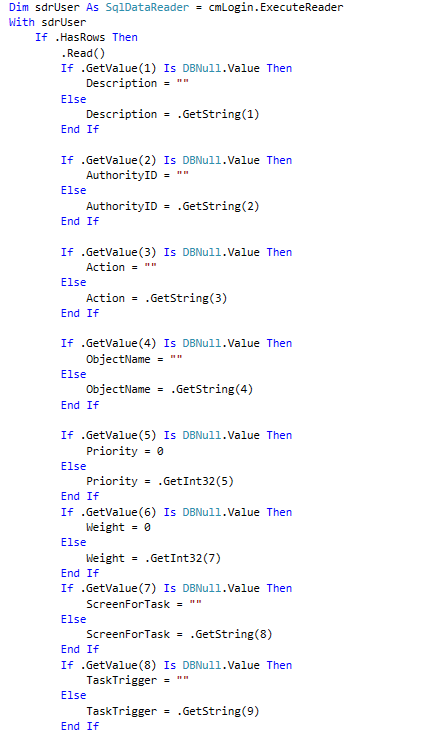 Dim sdrUser As SqlDataReader = cmLogin.ExecuteReader
With sdrUser
If .HasRows Then
.Read()
If .GetValue(1) Is DBNull.Value Then
Description = ""
Else
Description = .GetString(1)
End If
If .GetValue(2) Is DBNull.Value Then
AuthorityID = ""
Else
AuthorityID = .GetString(2)
End If
If .GetValue(3) Is DBNull.Value Then
Action = ""
Else
Action = .GetString(3)
End If
If .GetValue(4) Is DBNull.Value Then
ObjectName = ""
Else
ObjectName = .GetString(4)
End If
If .GetValue(5) Is DBNull.Value Then
Priority = 0
Else
Priority = .GetInt32(5)
End If
If .GetValue(6) Is DBNull.Value Then
Weight = 0
Else
Weight = .GetInt32(7)
End If
If .GetValue(7) Is DBNull.Value Then
ScreenForTask = ""
Else
ScreenForTask = .GetString(8)
End If
If .GetValue(8) Is DBNull.Value Then
TaskTrigger = ""
Else
TaskTrigger = .GetString(9)
End If